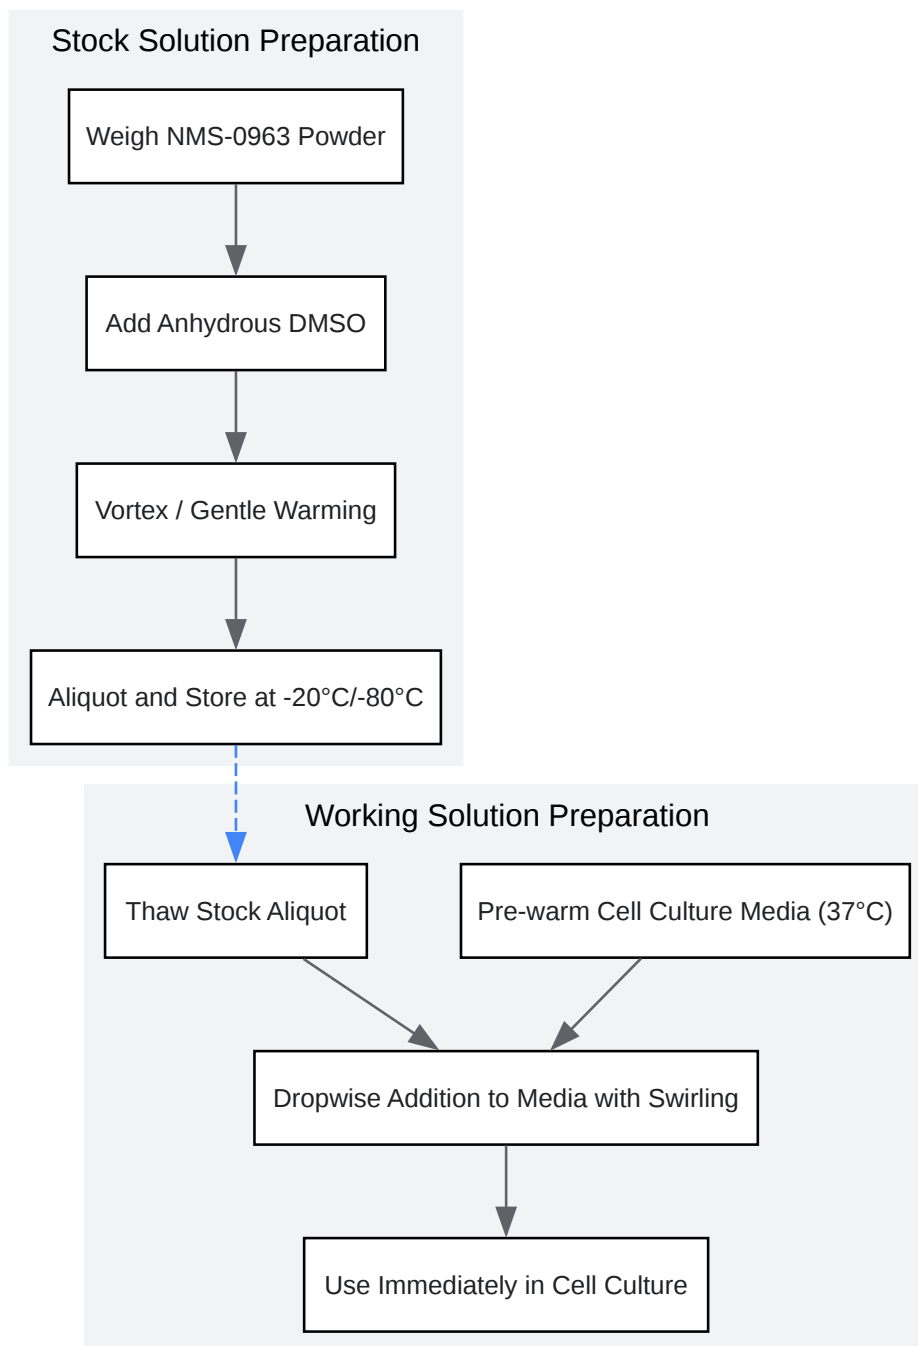 Stock Solution Preparation
Weigh NMS-0963 Powder
Add Anhydrous DMSO
Vortex / Gentle Warming
Aliquot and Store at -20°C/-80°C
Working Solution Preparation
Thaw Stock Aliquot
Pre-warm Cell Culture Media (37°C)
Dropwise Addition to Media with Swirling
Use Immediately in Cell Culture